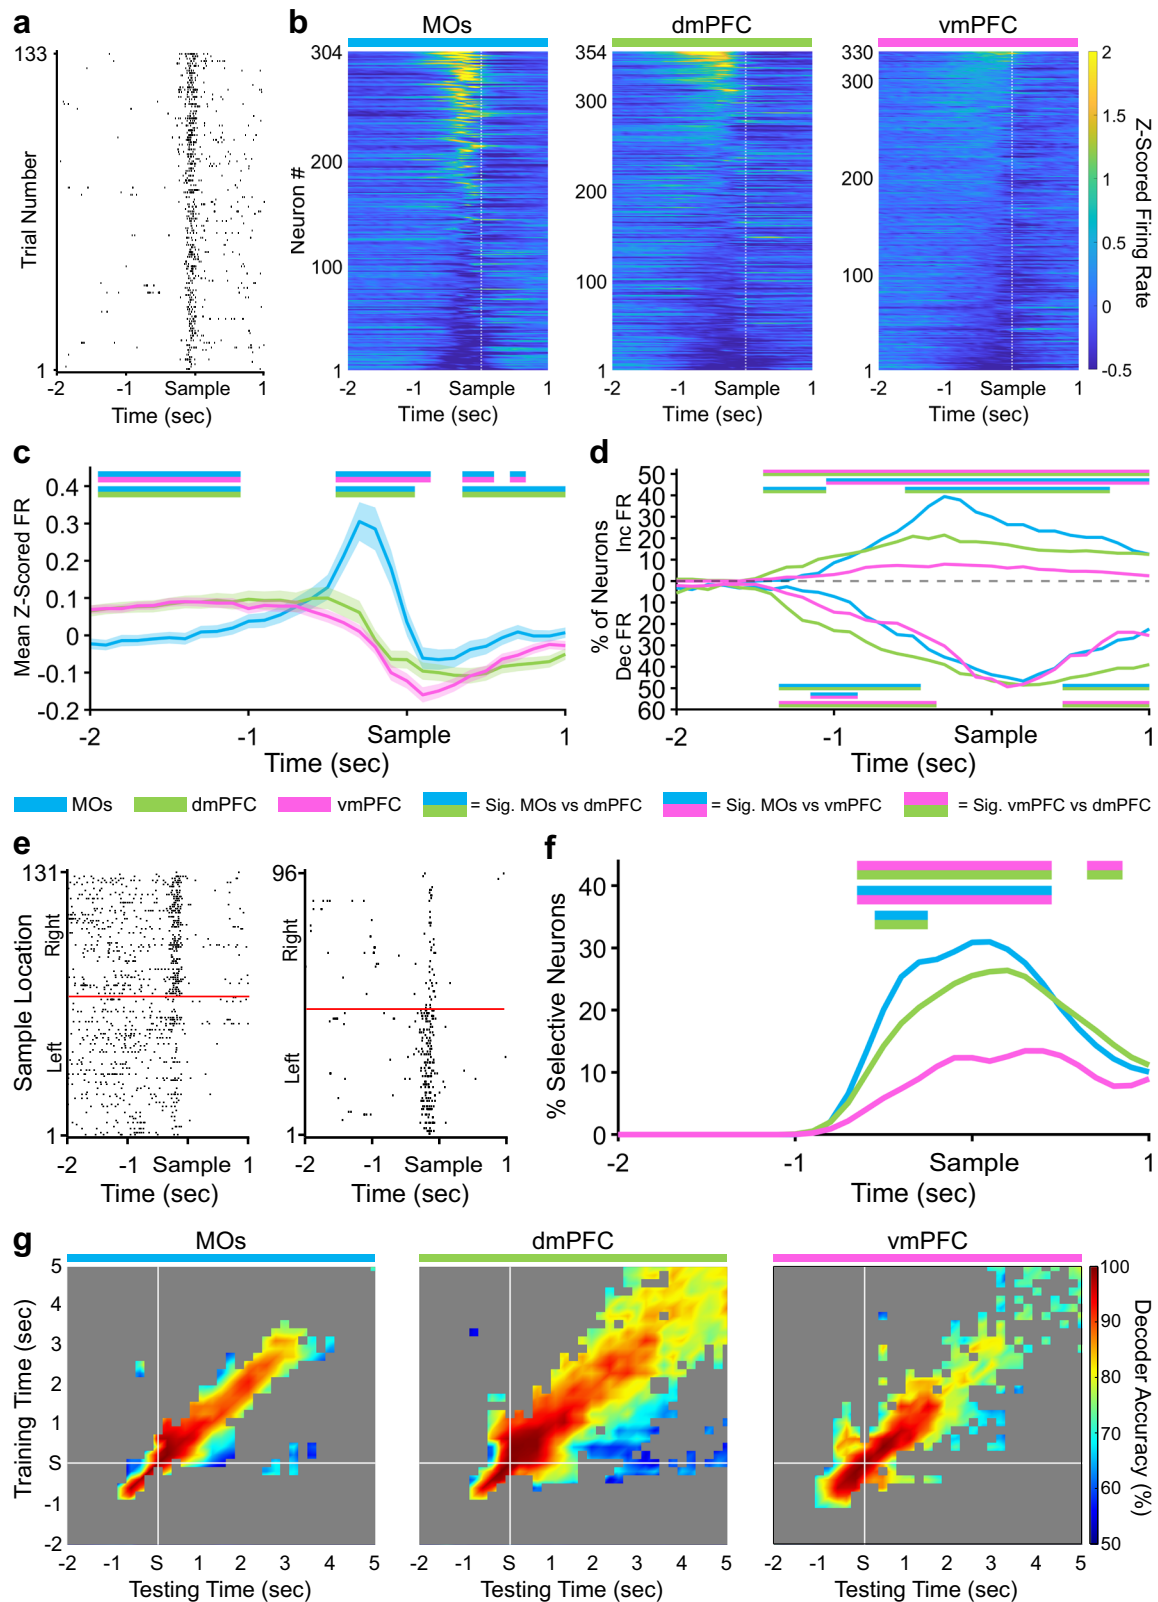 a
133
Trial Number
1
-2 -1 Sample 1
Time (sec)
b
MOs dmPFC vmPFC
304
200
100
1
Neuron #
-2 -1 Sample 1
Time (sec)
354
300
200
100
1
-2 -1 Sample 1
Time (sec)
330
300
200
100
1
-2 -1 Sample 1
Time (sec)
2
1.5
1
0.5
0
-0.5
Z-Scored Firing Rate
c
0.4
0.3
0.2
0.1
0
-0.1
-0.2
Mean Z-Scored FR
-2 -1 Sample 1
Time (sec)
d
50
40
30
20
10
0
10
20
30
40
50
60
% of Neurons
Inc FR
Dec FR
-2 -1 Sample 1
Time (sec)
MOs dmPFC vmPFC = Sig. MOs vs dmPFC = Sig. MOs vs vmPFC = Sig. vmPFC vs dmPFC
e
131
Sample Location
Right
Left
1
-2 -1 Sample 1
Time (sec)
96
Right
Left
1
-2 -1 Sample 1
Time (sec)
f
40
30
20
10
0
% Selective Neurons
-2 -1 Sample 1
Time (sec)
g
MOs dmPFC vmPFC
5
4
3
2
1
S
-1
-2
Training Time (sec)
-2 -1 S 1 2 3 4 5
Testing Time (sec)
-2 -1 S 1 2 3 4 5
Testing Time (sec)
-2 -1 S 1 2 3 4 5
Testing Time (sec)
100
90
80
70
60
50
Decoder Accuracy (%)